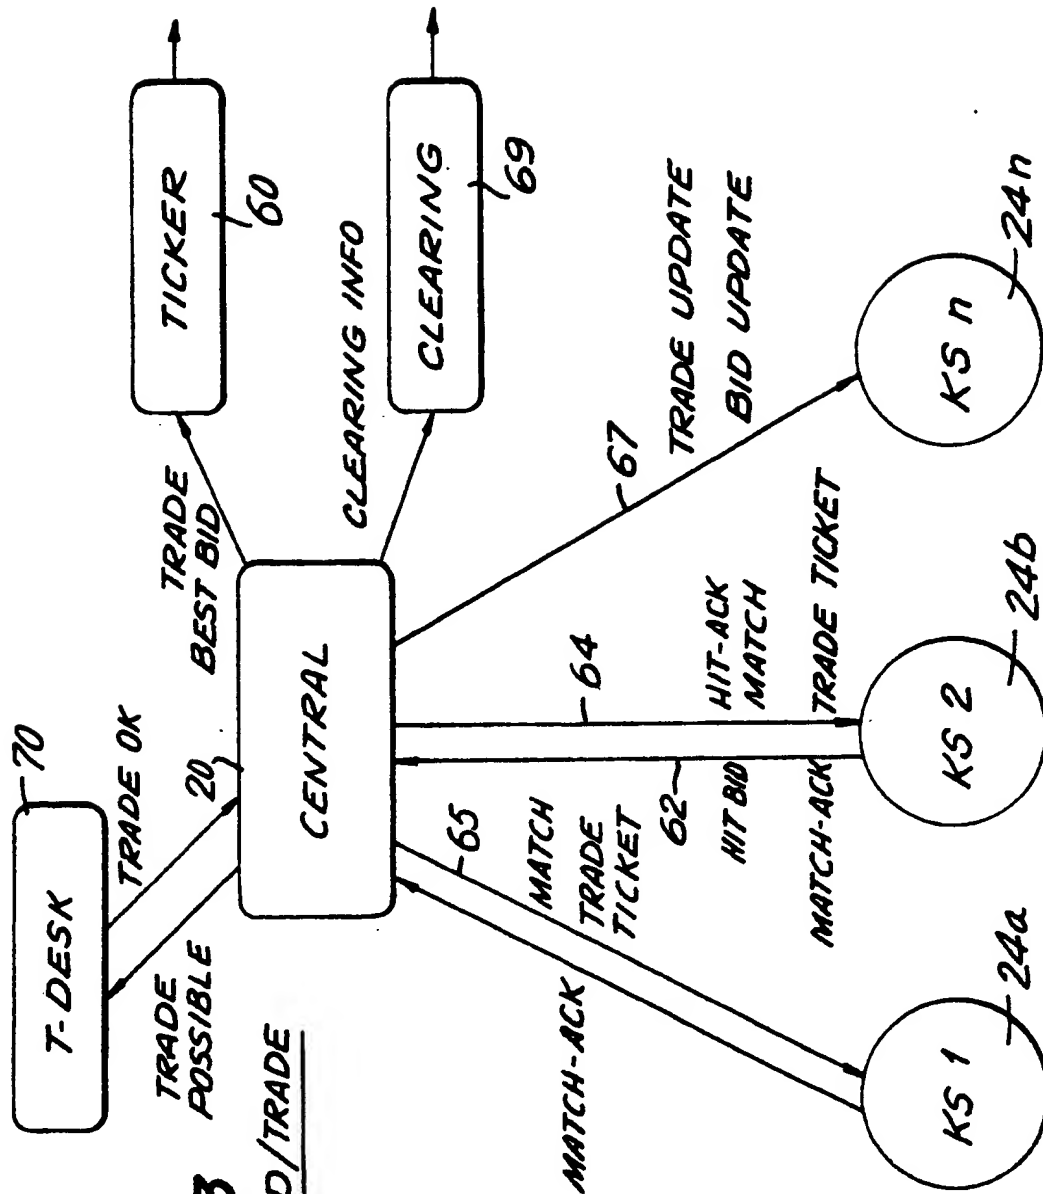 70
T-DESK
TRADE OK
TRADE
POSSIBLE
20
CENTRAL
TRADE
BEST BID
TICKER
60
CLEARING INFO
CLEARING
69
3
D/TRADE
65
MATCH
TRADE
TICKET
MATCH-ACK
62
HIT BID
MATCH-ACK
64
HIT-ACK
MATCH
TRADE TICKET
67
TRADE UPDATE
BID UPDATE
KS 1
24a
KS 2
24b
KS n
24n